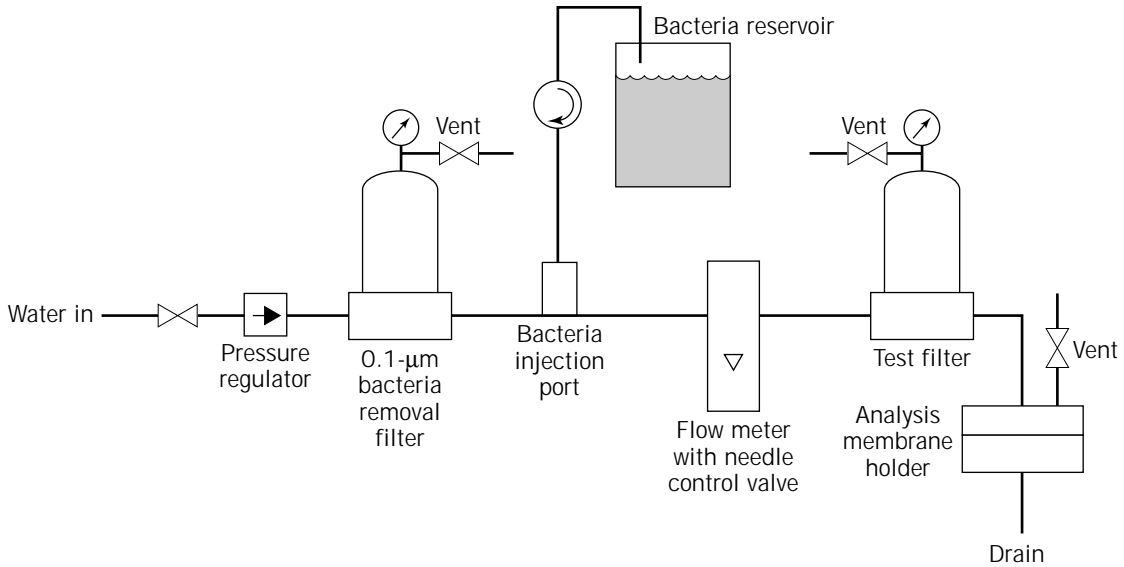 Bacteria reservoir
Vent
Vent
Water in
Pressure
regulator
0.1-μm
bacteria
removal
filter
Bacteria
injection
port
Flow meter
with needle
control valve
Test filter
Vent
Analysis
membrane
holder
Drain